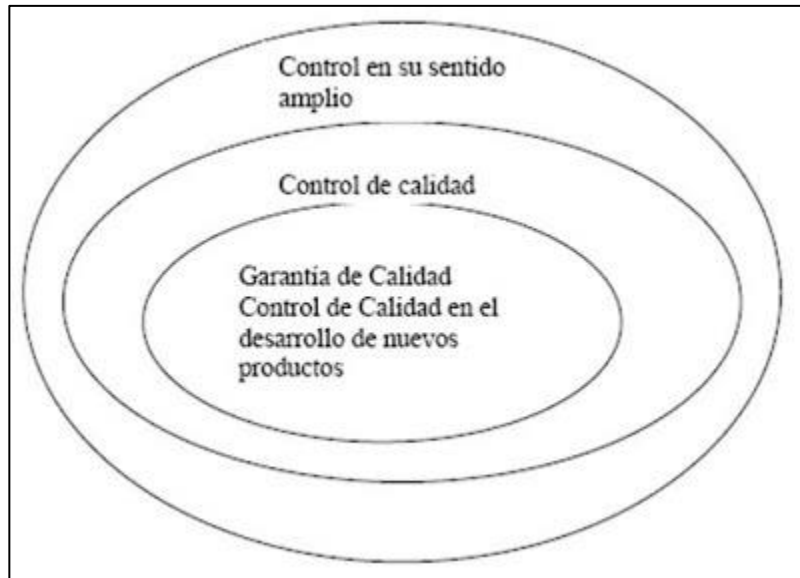 Control en su sentido
amplio
Control de calidad
Garantía de Calidad
Control de Calidad en el
desarrollo de nuevos
productos